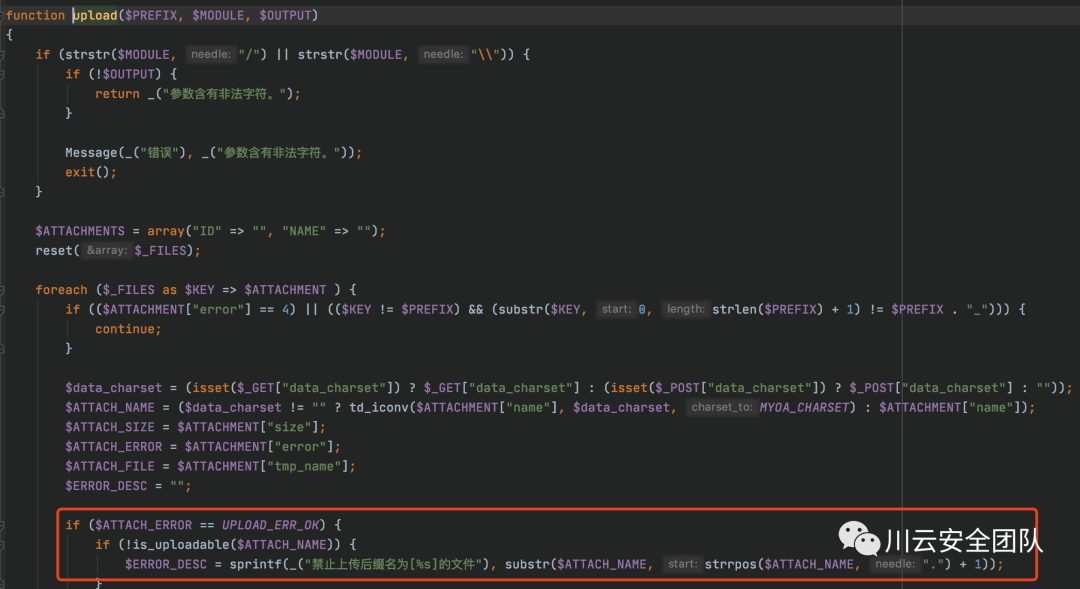 function upload($PREFIX, $MODULE, $OUTPUT)
{
if (strstr($MODULE, needle: "/") || strstr($MODULE, needle: "\\")) {
if (!$OUTPUT) {
return _("参数含有非法字符。");
}
Message(_("错误"), _("参数含有非法字符。"));
exit();
}
$ATTACHMENTS = array("ID" => "", "NAME" => "");
reset( &array: $_FILES);
foreach ($_FILES as $KEY => $ATTACHMENT ) {
if (($ATTACHMENT["error"] == 4) || (($KEY != $PREFIX) && (substr($KEY, start: 0, length: strlen($PREFIX) + 1) != $PREFIX . "_"))) {
continue;
}
$data_charset = (isset($_GET["data_charset"]) ? $_GET["data_charset"] : (isset($_POST["data_charset"]) ? $_POST["data_charset"] : ""));
$ATTACH_NAME = ($data_charset != "" ? td_iconv($ATTACHMENT["name"], $data_charset, charset_to: MYOA_CHARSET) : $ATTACHMENT["name"]);
$ATTACH_SIZE = $ATTACHMENT["size"];
$ATTACH_ERROR = $ATTACHMENT["error"];
$ATTACH_FILE = $ATTACHMENT["tmp_name"];
$ERROR_DESC = "";
if ($ATTACH_ERROR == UPLOAD_ERR_OK) {
if (!is_uploadable($ATTACH_NAME)) {
$ERROR_DESC = sprintf(_("禁止上传后缀名为[%s]的文件"), substr($ATTACH_NAME, start: strrpos($ATTACH_NAME, needle: ".") + 1));
}
川云安全团队